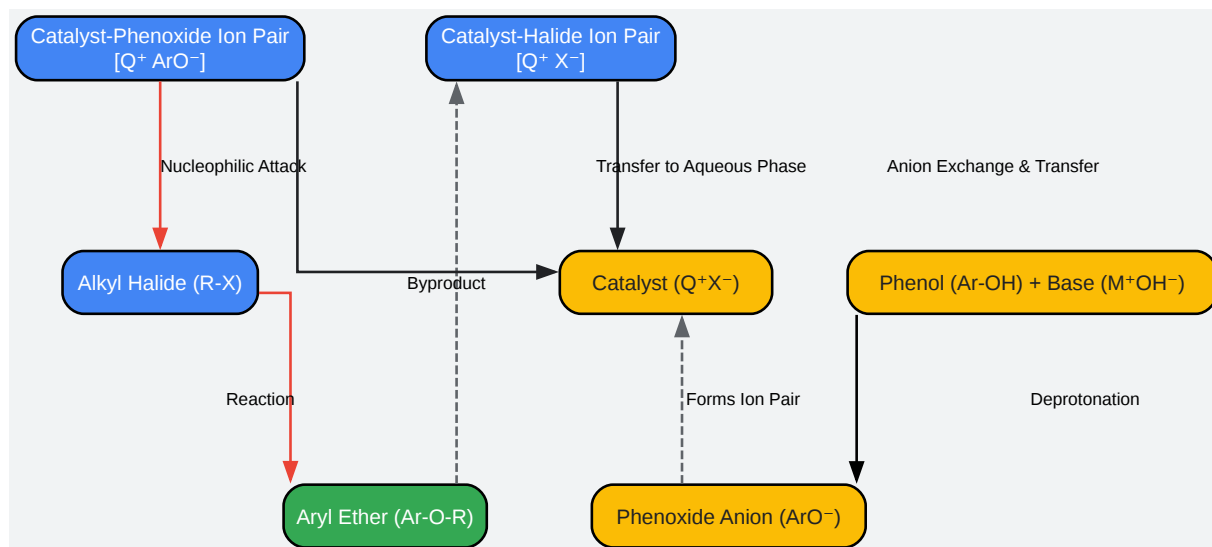 Catalyst-Phenoxide Ion Pair
[Q⁺ ArO⁻]
Catalyst-Halide Ion Pair
[Q⁺ X⁻]
Nucleophilic Attack
Transfer to Aqueous Phase
Anion Exchange & Transfer
Alkyl Halide (R-X)
Byproduct
Catalyst (Q⁺X⁻)
Phenol (Ar-OH) + Base (M⁺OH⁻)
Reaction
Forms Ion Pair
Deprotonation
Aryl Ether (Ar-O-R)
Phenoxide Anion (ArO⁻)